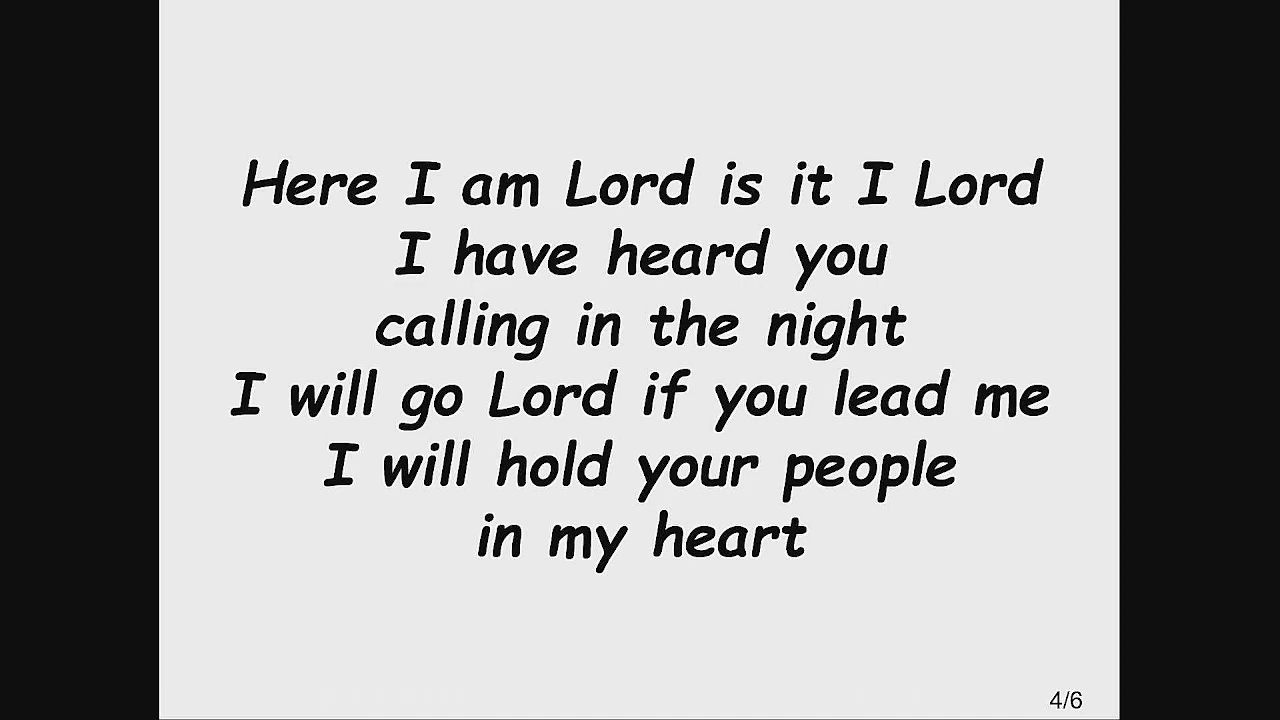 Here I am Lord is it I Lord
I have heard you
calling in the night
I will go Lord if you lead me
I will hold your people
in my heart
4/6